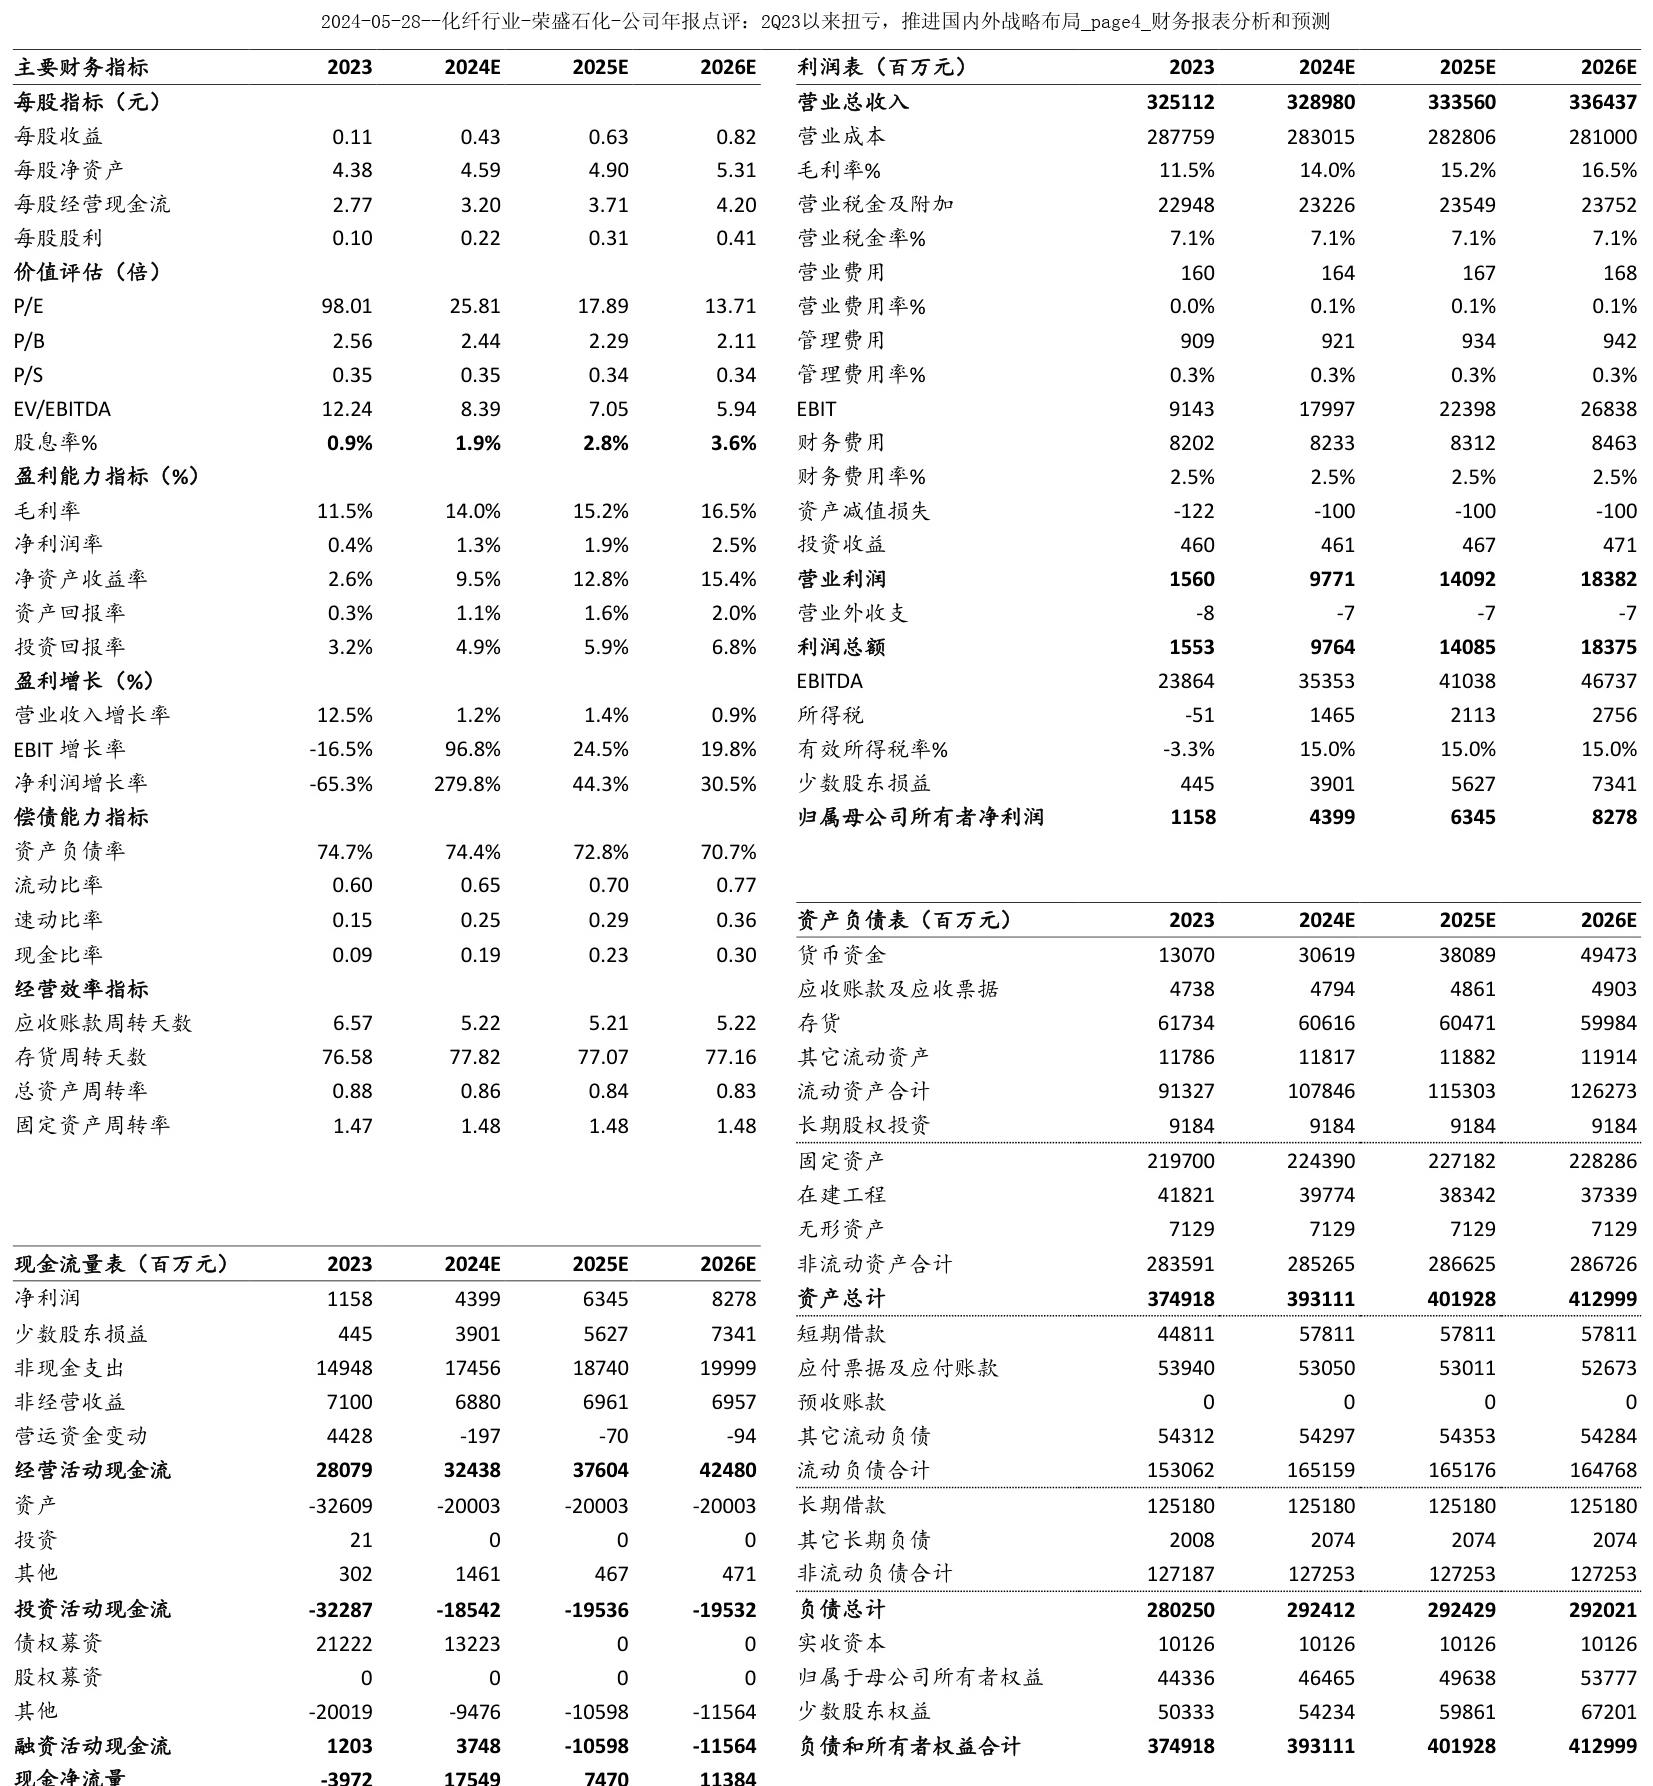 2024-05-28--化纤行业-荣盛石化-公司年报点评：2Q23以来扭亏，推进国内外战略布局_page4_财务报表分析和预测
主要财务指标 2023 2024E 2025E 2026E
每股指标（元）
每股收益 0.11 0.43 0.63 0.82
每股净资产 4.38 4.59 4.90 5.31
每股经营现金流 2.77 3.20 3.71 4.20
每股股利 0.10 0.22 0.31 0.41
价值评估（倍）
P/E 98.01 25.81 17.89 13.71
P/B 2.56 2.44 2.29 2.11
P/S 0.35 0.35 0.34 0.34
EV/EBITDA 12.24 8.39 7.05 5.94
股息率% 0.9% 1.9% 2.8% 3.6%
盈利能力指标（%）
毛利率 11.5% 14.0% 15.2% 16.5%
净利润率 0.4% 1.3% 1.9% 2.5%
净资产收益率 2.6% 9.5% 12.8% 15.4%
资产回报率 0.3% 1.1% 1.6% 2.0%
投资回报率 3.2% 4.9% 5.9% 6.8%
盈利增长（%）
营业收入增长率 12.5% 1.2% 1.4% 0.9%
EBIT 增长率 -16.5% 96.8% 24.5% 19.8%
净利润增长率 -65.3% 279.8% 44.3% 30.5%
偿债能力指标
资产负债率 74.7% 74.4% 72.8% 70.7%
流动比率 0.60 0.65 0.70 0.77
速动比率 0.15 0.25 0.29 0.36
现金比率 0.09 0.19 0.23 0.30
经营效率指标
应收账款周转天数 6.57 5.22 5.21 5.22
存货周转天数 76.58 77.82 77.07 77.16
总资产周转率 0.88 0.86 0.84 0.83
固定资产周转率 1.47 1.48 1.48 1.48
现金流量表（百万元） 2023 2024E 2025E 2026E
净利润 1158 4399 6345 8278
少数股东损益 445 3901 5627 7341
非现金支出 14948 17456 18740 19999
非经营收益 7100 6880 6961 6957
营运资金变动 4428 -197 -70 -94
经营活动现金流 28079 32438 37604 42480
资产 -32609 -20003 -20003 -20003
投资 21 0 0 0
其他 302 1461 467 471
投资活动现金流 -32287 -18542 -19536 -19532
债权募资 21222 13223 0 0
股权募资 0 0 0 0
其他 -20019 -9476 -10598 -11564
融资活动现金流 1203 3748 -10598 -11564
现金净流量 -3972 17549 7470 11384
利润表（百万元） 2023 2024E 2025E 2026E
营业总收入 325112 328980 333560 336437
营业成本 287759 283015 282806 281000
毛利率% 11.5% 14.0% 15.2% 16.5%
营业税金及附加 22948 23226 23549 23752
营业税金率% 7.1% 7.1% 7.1% 7.1%
营业费用 160 164 167 168
营业费用率% 0.0% 0.1% 0.1% 0.1%
管理费用 909 921 934 942
管理费用率% 0.3% 0.3% 0.3% 0.3%
EBIT 9143 17997 22398 26838
财务费用 8202 8233 8312 8463
财务费用率% 2.5% 2.5% 2.5% 2.5%
资产减值损失 -122 -100 -100 -100
投资收益 460 461 467 471
营业利润 1560 9771 14092 18382
营业外收支 -8 -7 -7 -7
利润总额 1553 9764 14085 18375
EBITDA 23864 35353 41038 46737
所得税 -51 1465 2113 2756
有效所得税率% -3.3% 15.0% 15.0% 15.0%
少数股东损益 445 3901 5627 7341
归属母公司所有者净利润 1158 4399 6345 8278
资产负债表（百万元） 2023 2024E 2025E 2026E
货币资金 13070 30619 38089 49473
应收账款及应收票据 4738 4794 4861 4903
存货 61734 60616 60471 59984
其它流动资产 11786 11817 11882 11914
流动资产合计 91327 107846 115303 126273
长期股权投资 9184 9184 9184 9184
固定资产 219700 224390 227182 228286
在建工程 41821 39774 38342 37339
无形资产 7129 7129 7129 7129
非流动资产合计 283591 285265 286625 286726
资产总计 374918 393111 401928 412999
短期借款 44811 57811 57811 57811
应付票据及应付账款 53940 53050 53011 52673
预收账款 0 0 0 0
其它流动负债 54312 54297 54353 54284
流动负债合计 153062 165159 165176 164768
长期借款 125180 125180 125180 125180
其它长期负债 2008 2074 2074 2074
非流动负债合计 127187 127253 127253 127253
负债总计 280250 292412 292429 292021
实收资本 10126 10126 10126 10126
归属于母公司所有者权益 44336 46465 49638 53777
少数股东权益 50333 54234 59861 67201
负债和所有者权益合计 374918 393111 401928 412999